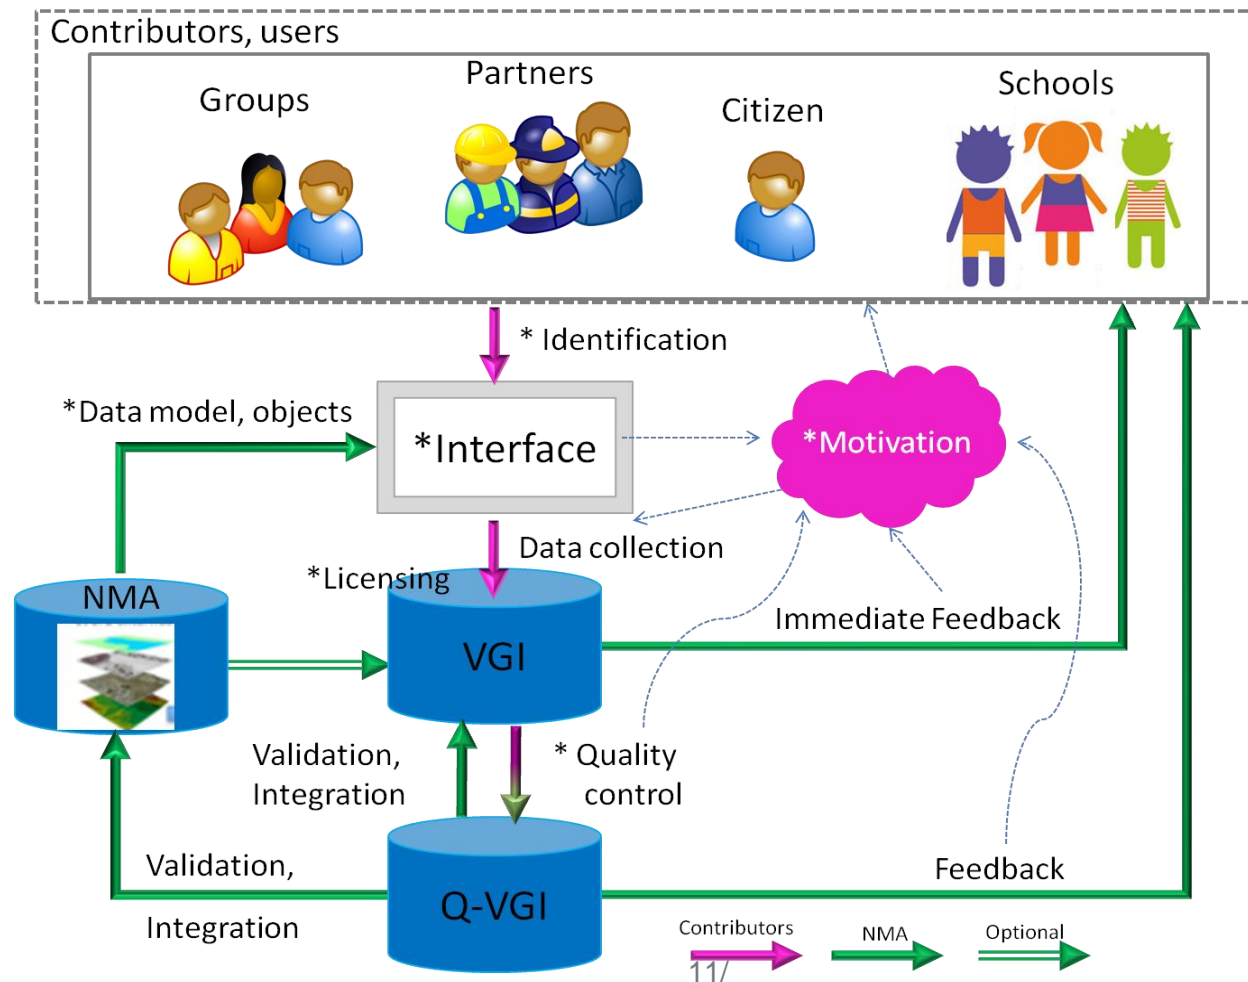 Contributors, users
Groups
Partners
Citizen
Schools
* Identification
*Data model, objects
*Interface
*Motivation
Data collection
*Licensing
NMA
VGI
Immediate Feedback
Validation,
Integration
* Quality
control
Validation,
Integration
Q-VGI
Feedback
Contributors
NMA
Optional
11/